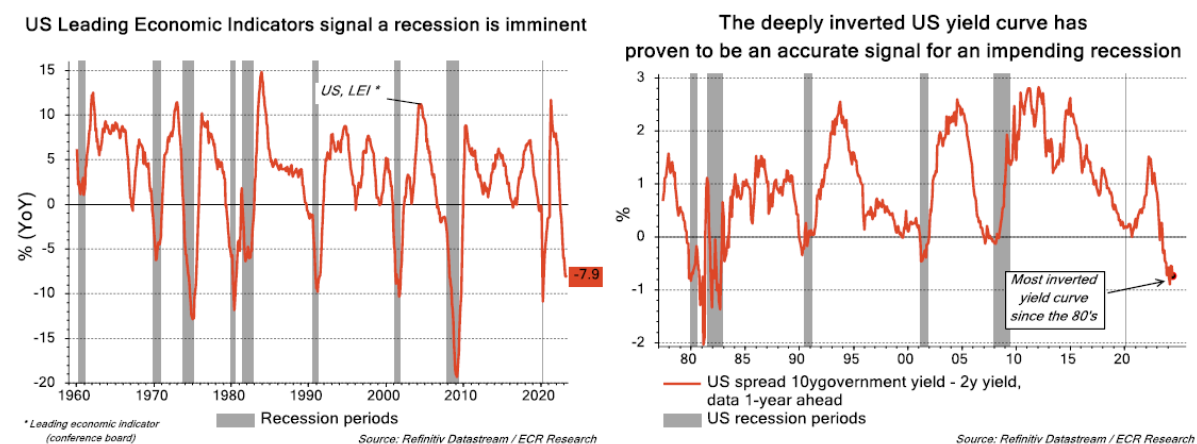 US Leading Economic Indicators signal a recession is imminent
15
10
5
0
-5
-10
-15
-20
% (YoY)
US, LEI *
-7.9
1960
1970
1980
1990
2000
2010
2020
* Leading economic indicator
(conference board)
Recession periods
Source: Refinitiv Datastream / ECR Research
The deeply inverted US yield curve has
proven to be an accurate signal for an impending recession
3
2
1
0
-1
-2
%
Most inverted
yield curve
since the 80's
80
85
90
95
00
05
10
15
20
US spread 10ygovernment yield - 2y yield,
data 1-year ahead
US recession periods
Source: Refinitiv Datastream / ECR Research